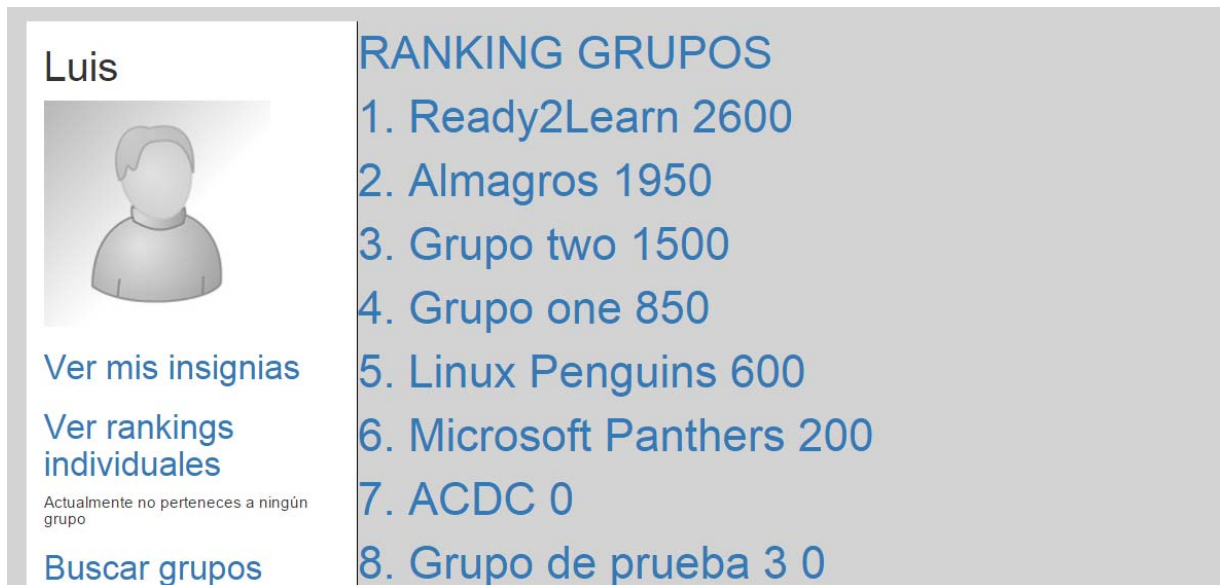 Luis
Ver mis insignias
Ver rankings
individuales
Actualmente no perteneces a ningún
grupo
Buscar grupos
RANKING GRUPOS
1. Ready2Learn 2600
2. Almagros 1950
3. Grupo two 1500
4. Grupo one 850
5. Linux Penguins 600
6. Microsoft Panthers 200
7. ACDC 0
8. Grupo de prueba 3 0